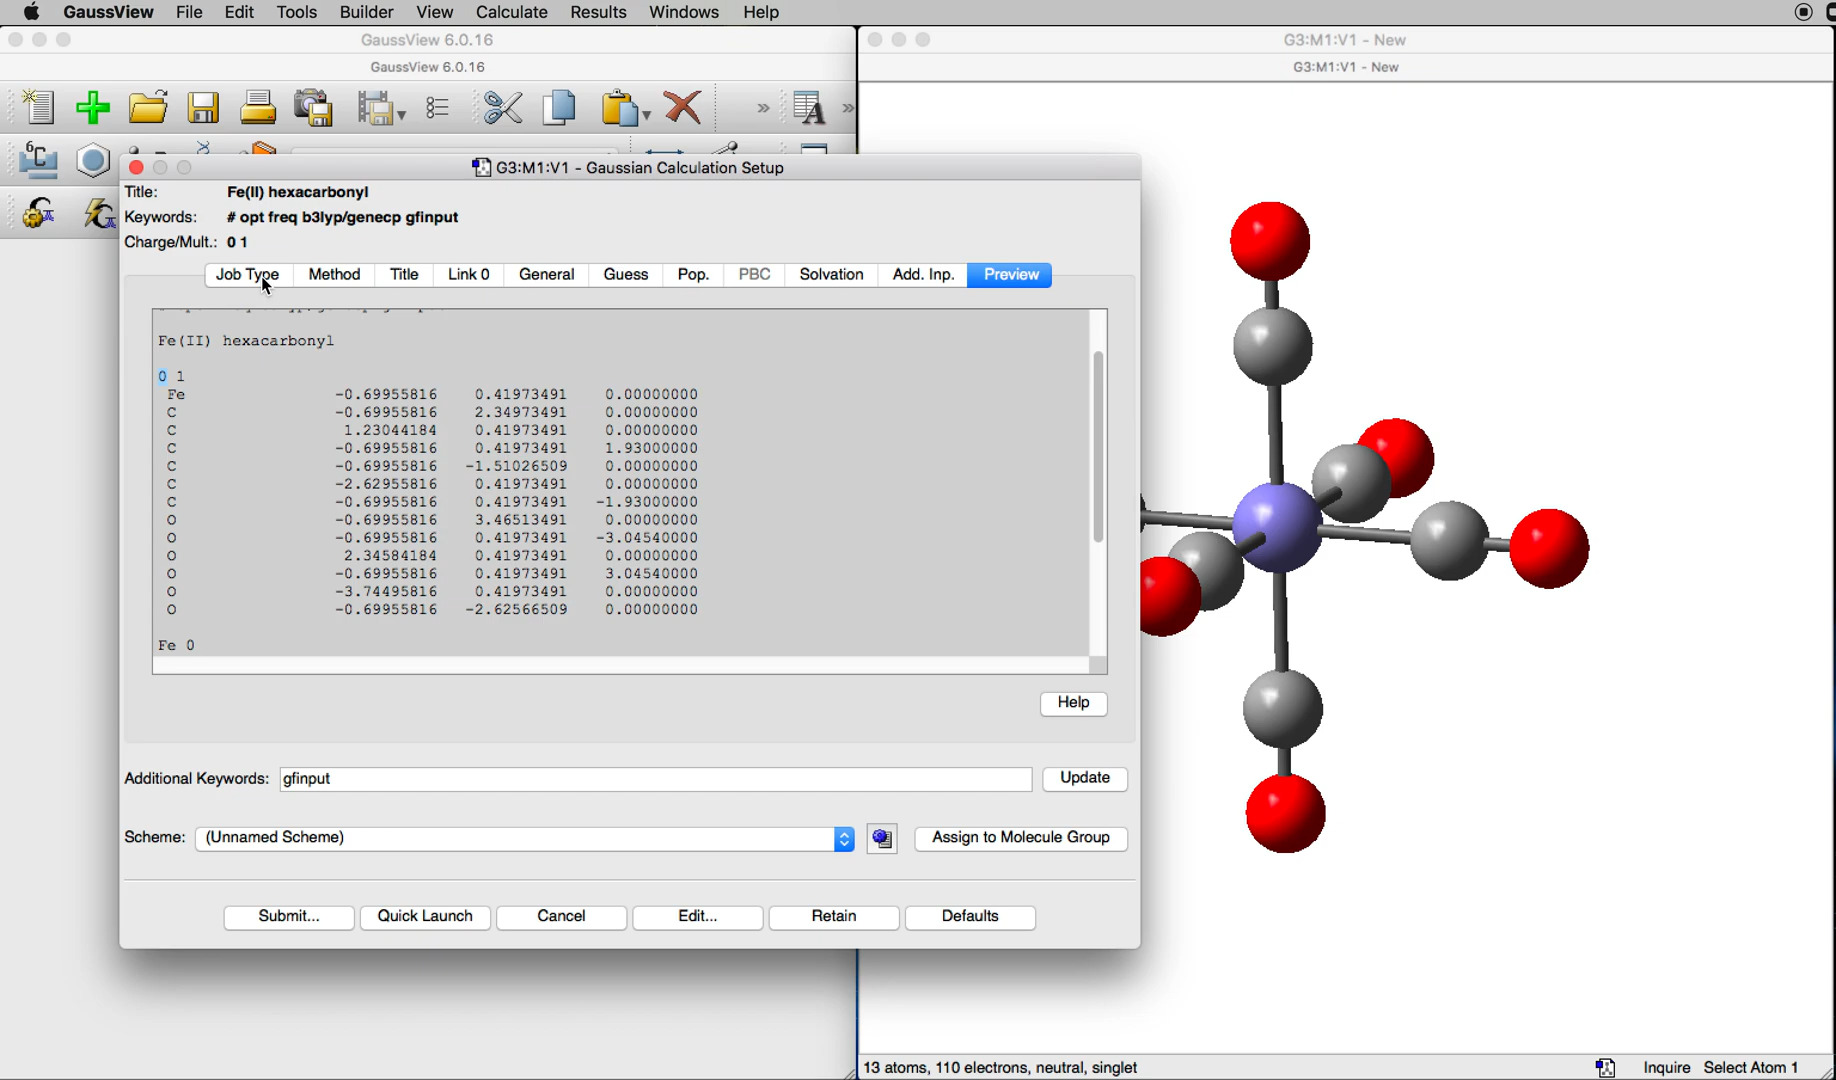 GaussView File Edit Tools Builder View Calculate Results Windows Help
GaussView 6.0.16
GaussView 6.0.16
G3:M1:V1 - New
G3:M1:V1 - New
» »
6C
G3:M1:V1 - Gaussian Calculation Setup
Title: Fe(II) hexacarbonyl
Keywords: # opt freq b3lyp/genecp gfinput
Charge/Mult.: 0 1
Job Type Method Title Link 0 General Guess Pop. PBC Solvation Add. Inp. Preview
Fe(II) hexacarbonyl
0 1
Fe -0.69955816 0.41973491 0.00000000
C -0.69955816 2.34973491 0.00000000
C 1.23044184 0.41973491 0.00000000
C -0.69955816 0.41973491 1.93000000
C -0.69955816 -1.51026509 0.00000000
C -2.62955816 0.41973491 0.00000000
C -0.69955816 0.41973491 -1.93000000
O -0.69955816 3.46513491 0.00000000
O -0.69955816 0.41973491 -3.04540000
O 2.34584184 0.41973491 0.00000000
O -0.69955816 0.41973491 3.04540000
O -3.74495816 0.41973491 0.00000000
O -0.69955816 -2.62566509 0.00000000
Fe 0
Help
Additional Keywords: gfinput Update
Scheme: (Unnamed Scheme) Assign to Molecule Group
Submit... Quick Launch Cancel Edit... Retain Defaults
13 atoms, 110 electrons, neutral, singlet
Inquire Select Atom 1